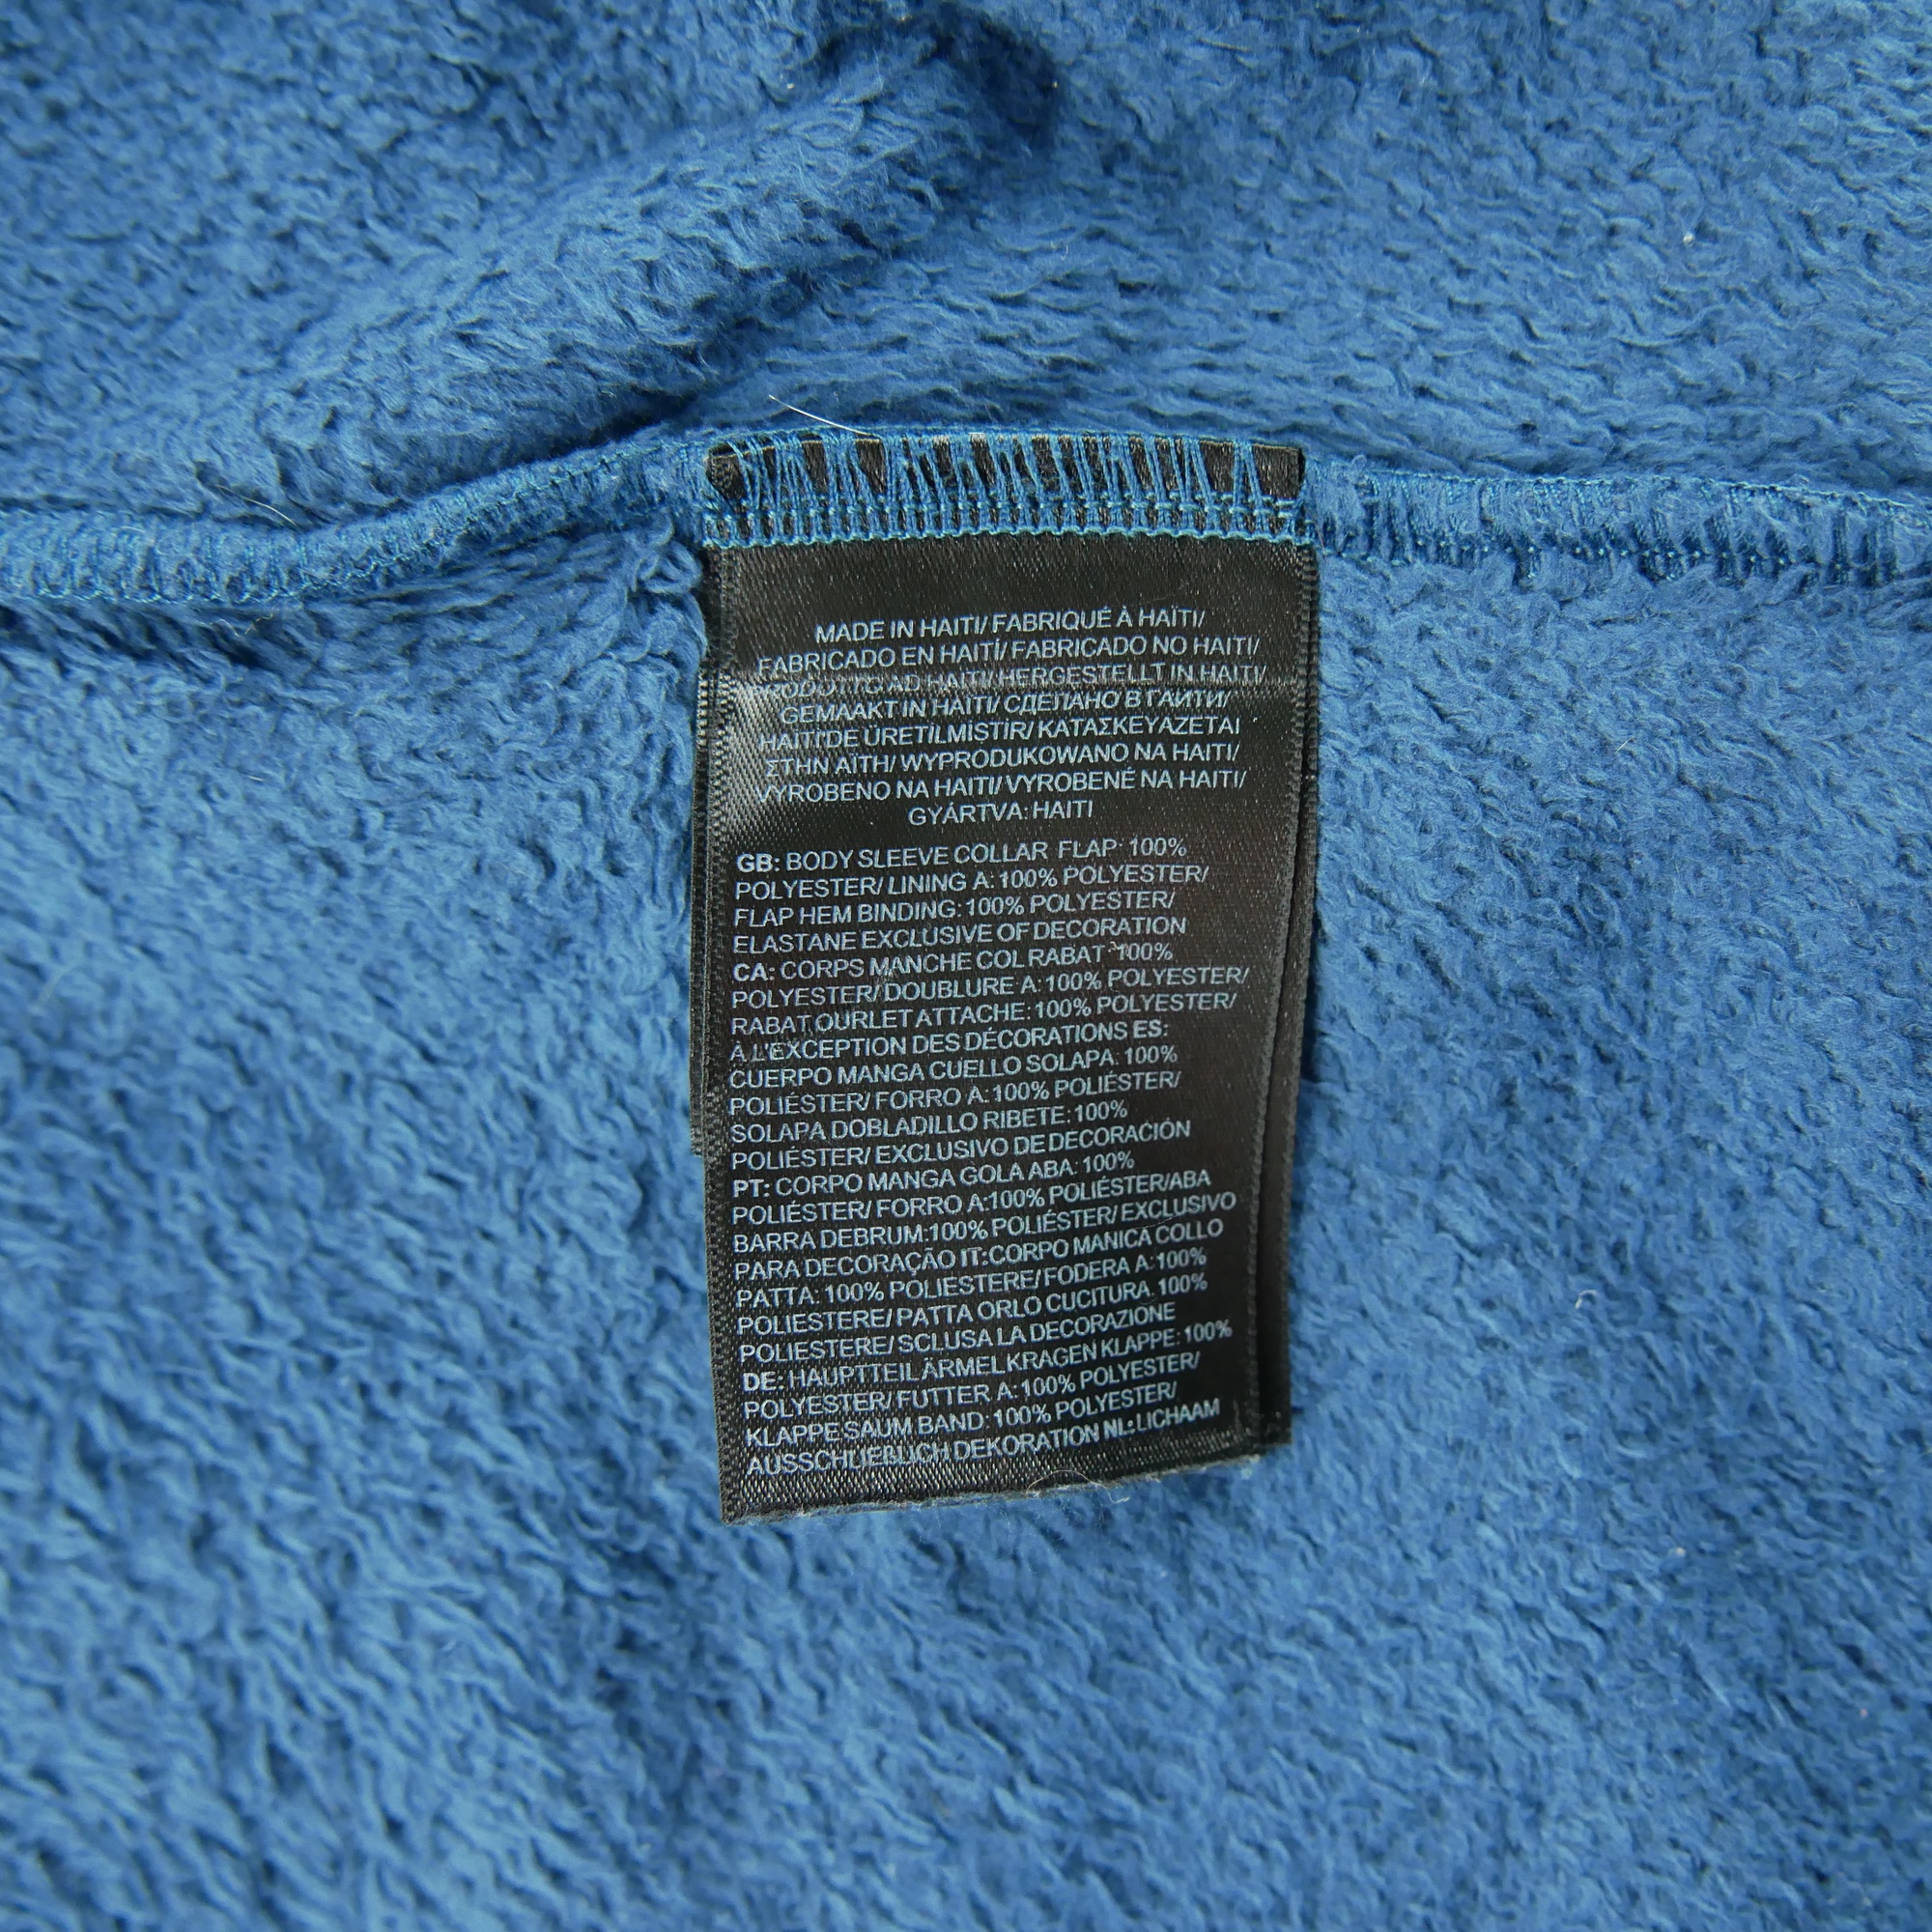 MADE IN HAITI/ FABRIQUÉ À HAÏTI/
FABRICADO EN HAITÍ/ FABRICADO NO HAITI/
PRODOTTO AD HAITI/ HERGESTELLT IN HAITI/
GEMAAKT IN HAÏTI/ СДЕЛАНО В ГАИТИ/
HAITI'DE ÜRETILMISTIR/ ΚΑΤΑΣΚΕΥΑΖΕΤΑΙ
ΣΤΗΝ ΑΪΤΗ/ WYPRODUKOWANO NA HAITI/
VYROBENO NA HAITI/ VYROBENÉ NA HAITI/
GYÁRTVA: HAITI
GB: BODY SLEEVE COLLAR FLAP: 100%
POLYESTER/ LINING A: 100% POLYESTER/
FLAP HEM BINDING: 100% POLYESTER/
ELASTANE EXCLUSIVE OF DECORATION
CA: CORPS MANCHE COL RABAT: 100%
POLYESTER/ DOUBLURE A: 100% POLYESTER/
RABAT OURLET ATTACHE: 100% POLYESTER/
À L'EXCEPTION DES DÉCORATIONS ES:
CUERPO MANGA CUELLO SOLAPA: 100%
POLIÉSTER/ FORRO A: 100% POLIÉSTER/
SOLAPA DOBLADILLO RIBETE: 100%
POLIÉSTER/ EXCLUSIVO DE DECORACIÓN
PT: CORPO MANGA GOLA ABA: 100%
POLIÉSTER/ FORRO A:100% POLIÉSTER/ABA
BARRA DEBRUM:100% POLIÉSTER/ EXCLUSIVO
PARA DECORAÇÃO IT:CORPO MANICA COLLO
PATTA: 100% POLIESTERE/ FODERA A: 100%
POLIESTERE/ PATTA ORLO CUCITURA: 100%
POLIESTERE/ SCLUSA LA DECORAZIONE
DE: HAUPTTEIL ÄRMEL KRAGEN KLAPPE: 100%
POLYESTER/ FUTTER A: 100% POLYESTER/
KLAPPE SAUM BAND: 100% POLYESTER/
AUSSCHLIEBLICH DEKORATION NL: LICHAAM